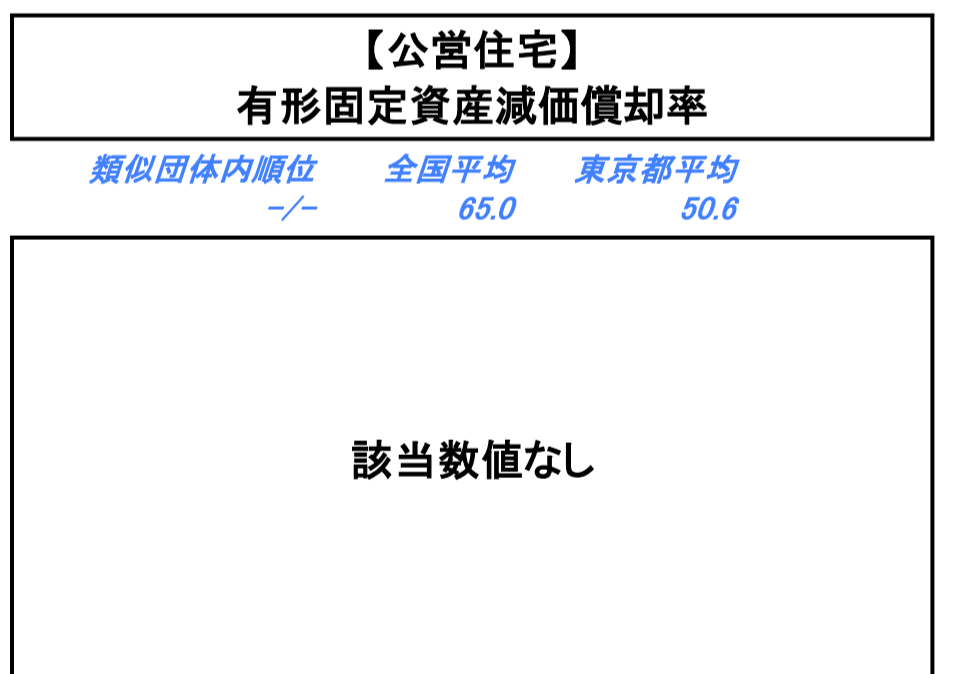 【公営住宅】
有形固定資産減価償却率
類似団体内順位 全国平均 東京都平均
-/- 65.0 50.6
該当数値なし